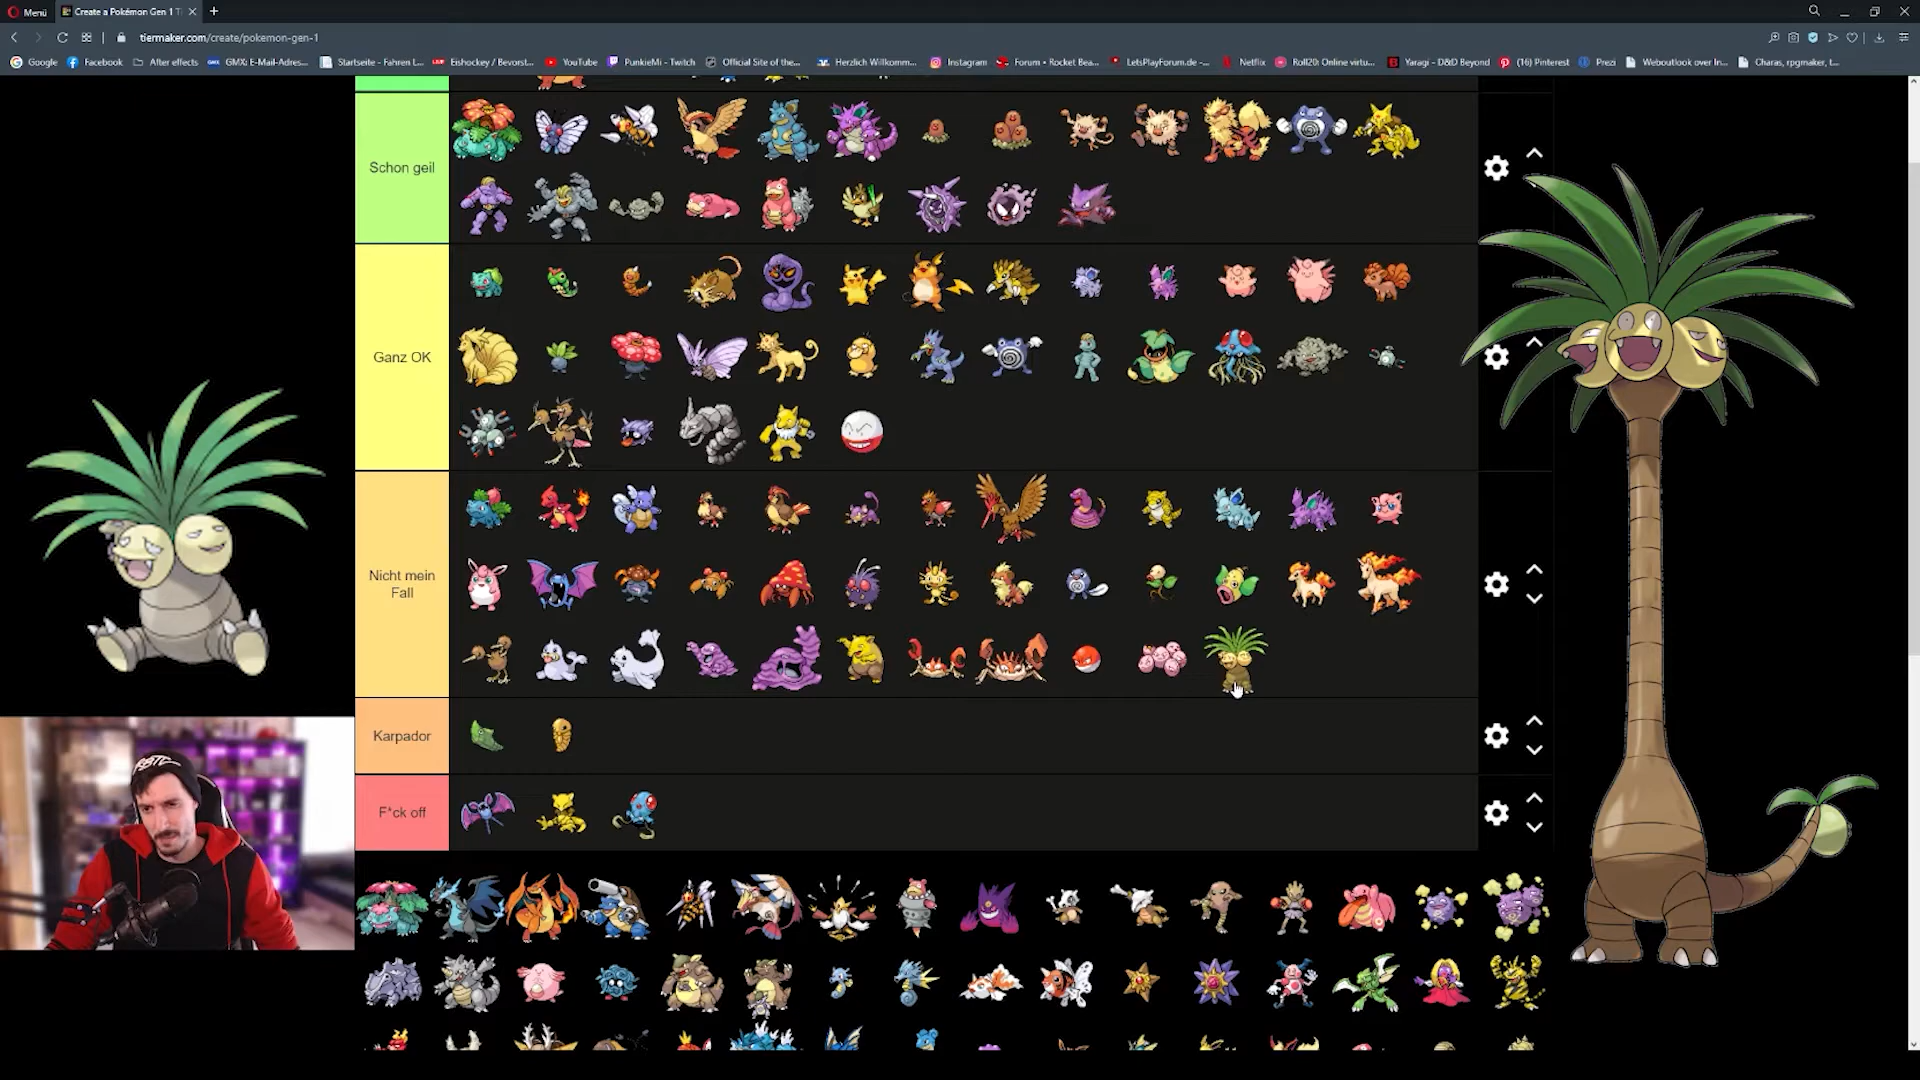 Menü
Create a Pokémon Gen 1 T
tiermaker.com/create/pokemon-gen-1
Google
Facebook
After effects
GMX: E-Mail-Adres...
Startseite - Fahren L...
Eishockey / Bevorst...
YouTube
PunkieMi - Twitch
Official Site of the...
Herzlich Willkomm...
Instagram
Forum • Rocket Bea...
LetsPlayForum.de -...
Netflix
Roll20: Online virtu...
Yaragi - D&D Beyond
(16) Pinterest
Prezi
Weboutlook over In...
Charas, rpgmaker, t...
Schon geil
Ganz OK
Nicht mein
Fall
Karpador
F*ck off